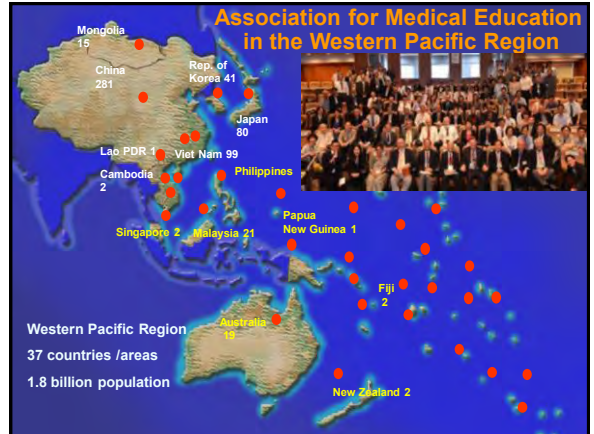 Association for Medical Education
in the Western Pacific Region
Mongolia
15
China
281
Rep. of
Korea 41
Japan
80
Lao PDR 1
Viet Nam 99
Cambodia
2
Philippines
Singapore 2
Malaysia 21
Papua
New Guinea 1
Fiji
2
Australia
19
New Zealand 2
Western Pacific Region
37 countries /areas
1.8 billion population